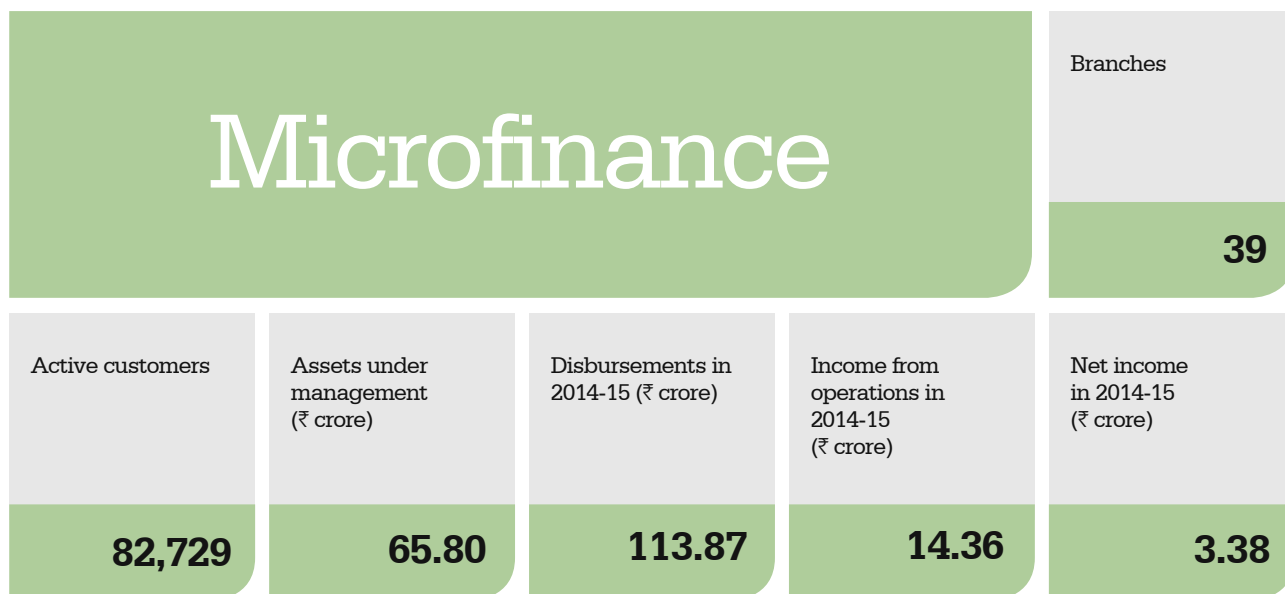 Microfinance
Branches
39
Active customers
82,729
Assets under
management
(₹ crore)
65.80
Disbursements in
2014-15 (₹ crore)
113.87
Income from
operations in
2014-15
(₹ crore)
14.36
Net income
in 2014-15
(₹ crore)
3.38